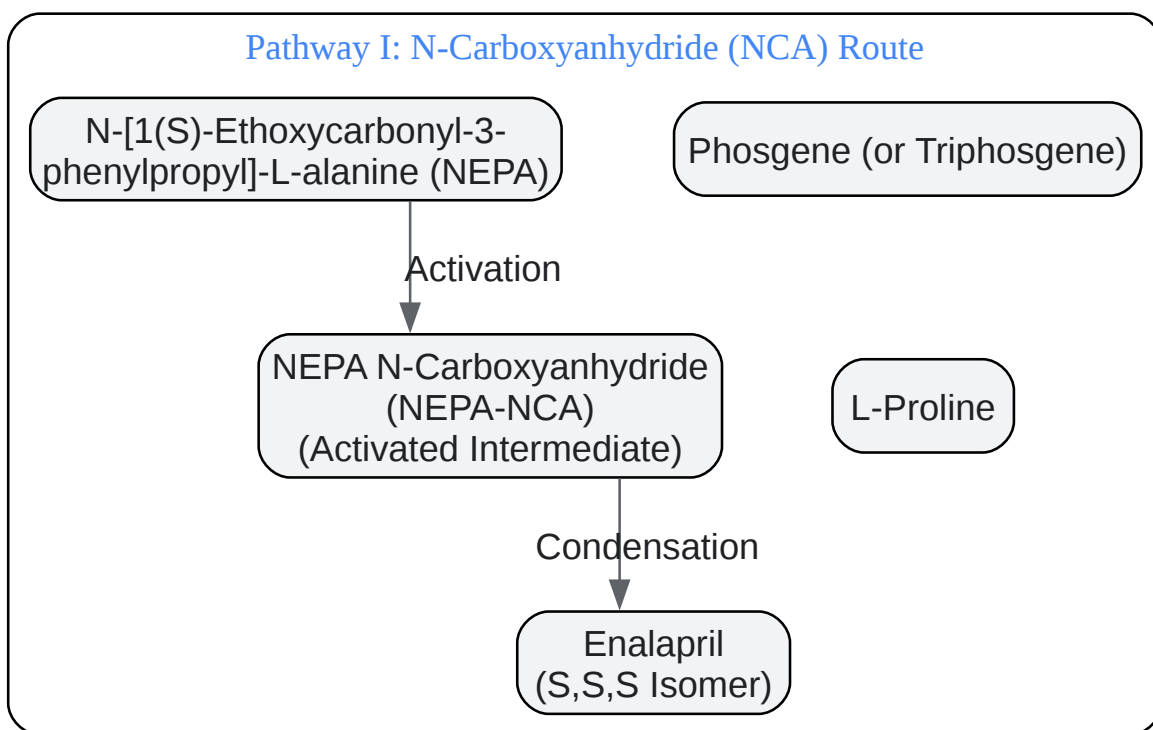 Pathway I: N-Carboxyanhydride (NCA) Route
N-[1(S)-Ethoxycarbonyl-3-
phenylpropyl]-L-alanine (NEPA)
Phosgene (or Triphosgene)
Activation
NEPA N-Carboxyanhydride
(NEPA-NCA)
(Activated Intermediate)
L-Proline
Condensation
Enalapril
(S,S,S Isomer)